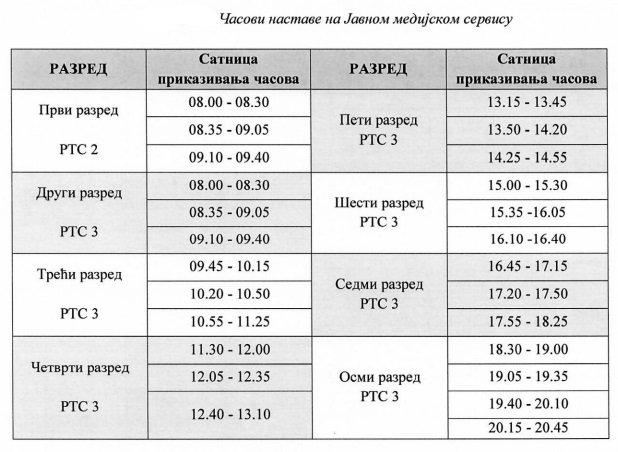 Часови наставе на Јавном медијском сервису
РАЗРЕД Сатница приказивања часова РАЗРЕД Сатница приказивања часова
Први разред
РТС 2
08.00 - 08.30
08.35 - 09.05
09.10 - 09.40
Други разред
РТС 3
08.00 - 08.30
08.35 - 09.05
09.10 - 09.40
Трећи разред
РТС 3
09.45 - 10.15
10.20 - 10.50
10.55 - 11.25
Четврти разред
РТС 3
11.30 - 12.00
12.05 - 12.35
12.40 - 13.10
Пети разред
РТС 3
13.15 - 13.45
13.50 - 14.20
14.25 - 14.55
Шести разред
РТС 3
15.00 - 15.30
15.35 -16.05
16.10 -16.40
Седми разред
РТС 3
16.45 - 17.15
17.20 - 17.50
17.55 - 18.25
Осми разред
РТС 3
18.30 - 19.00
19.05 - 19.35
19.40 - 20.10
20.15 - 20.45